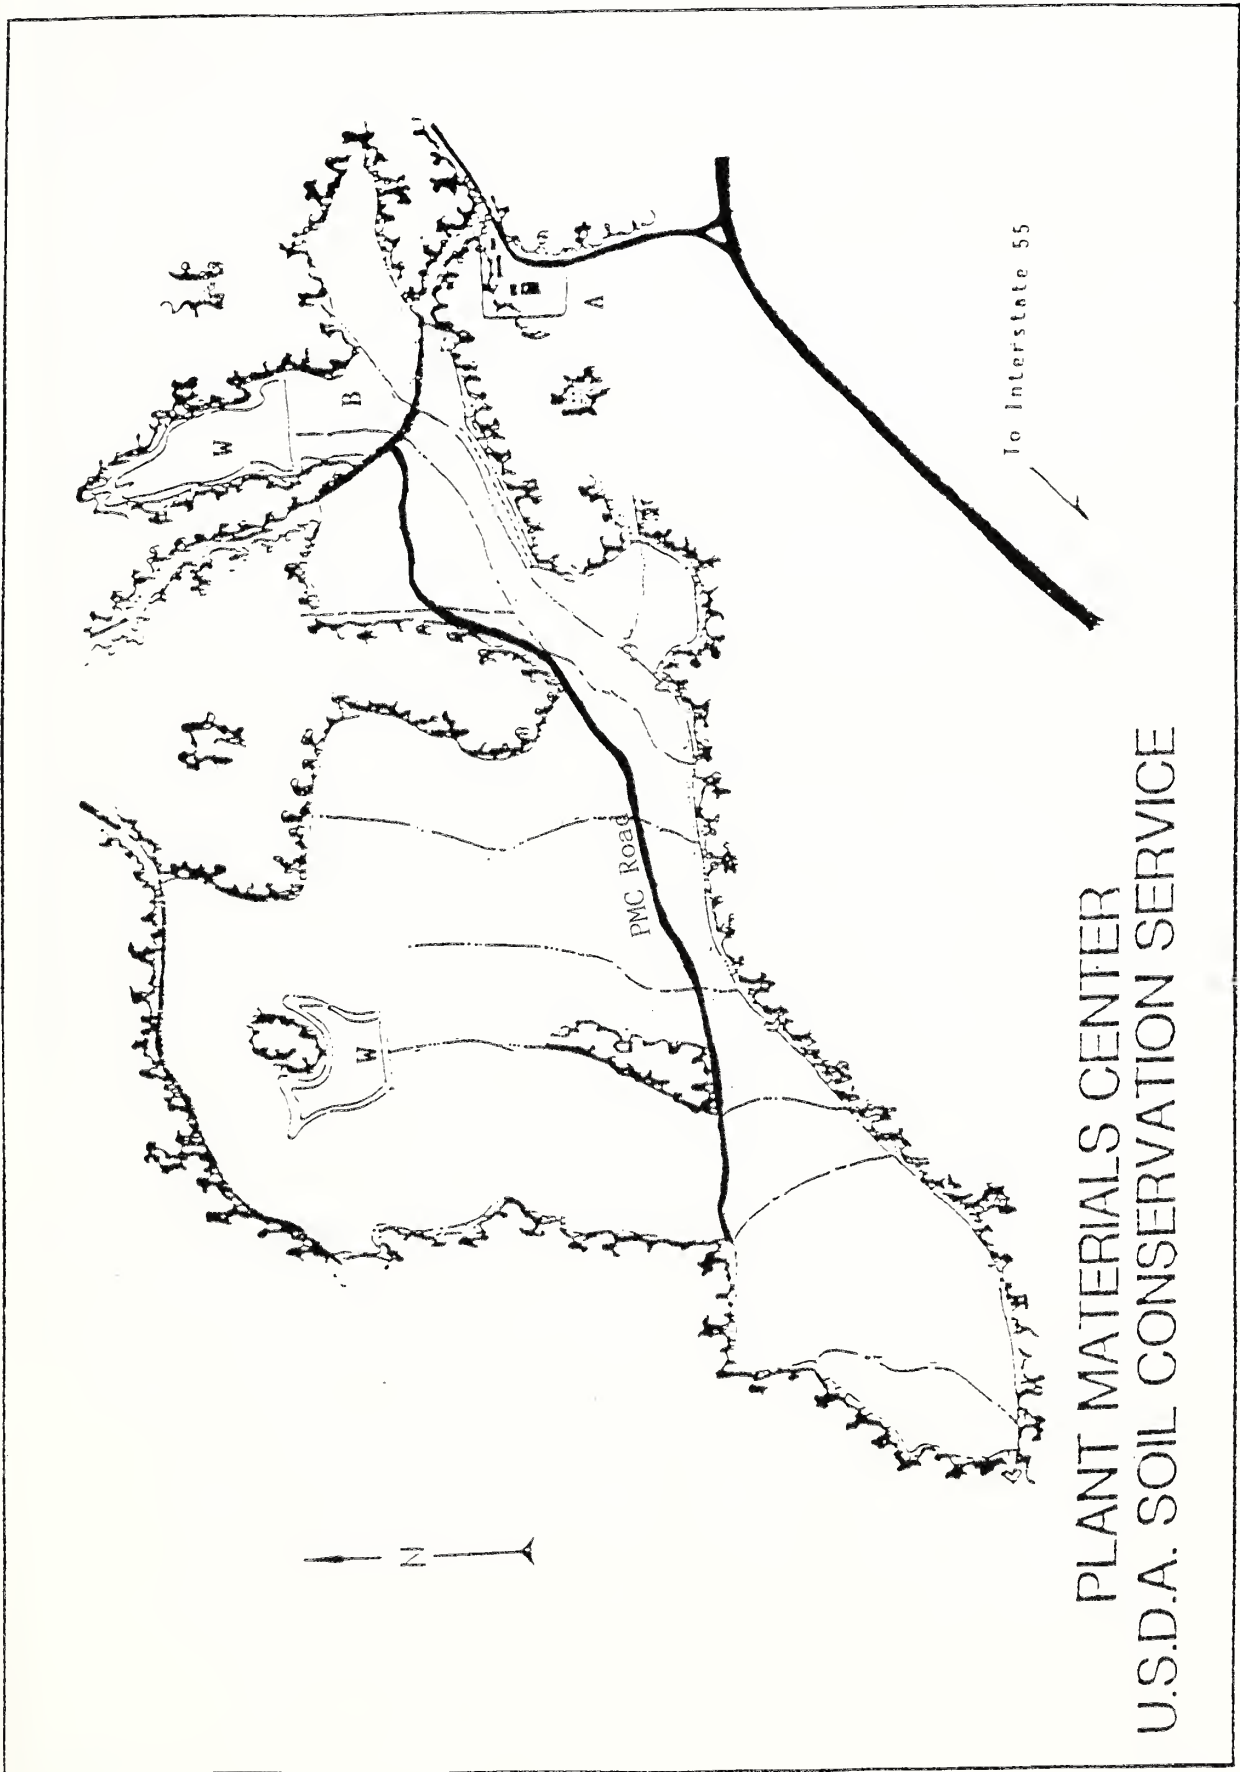 W
B
A
To Interstate 55
W
PMC Road
N
PLANT MATERIALS CENTER
U.S.D.A. SOIL CONSERVATION SERVICE